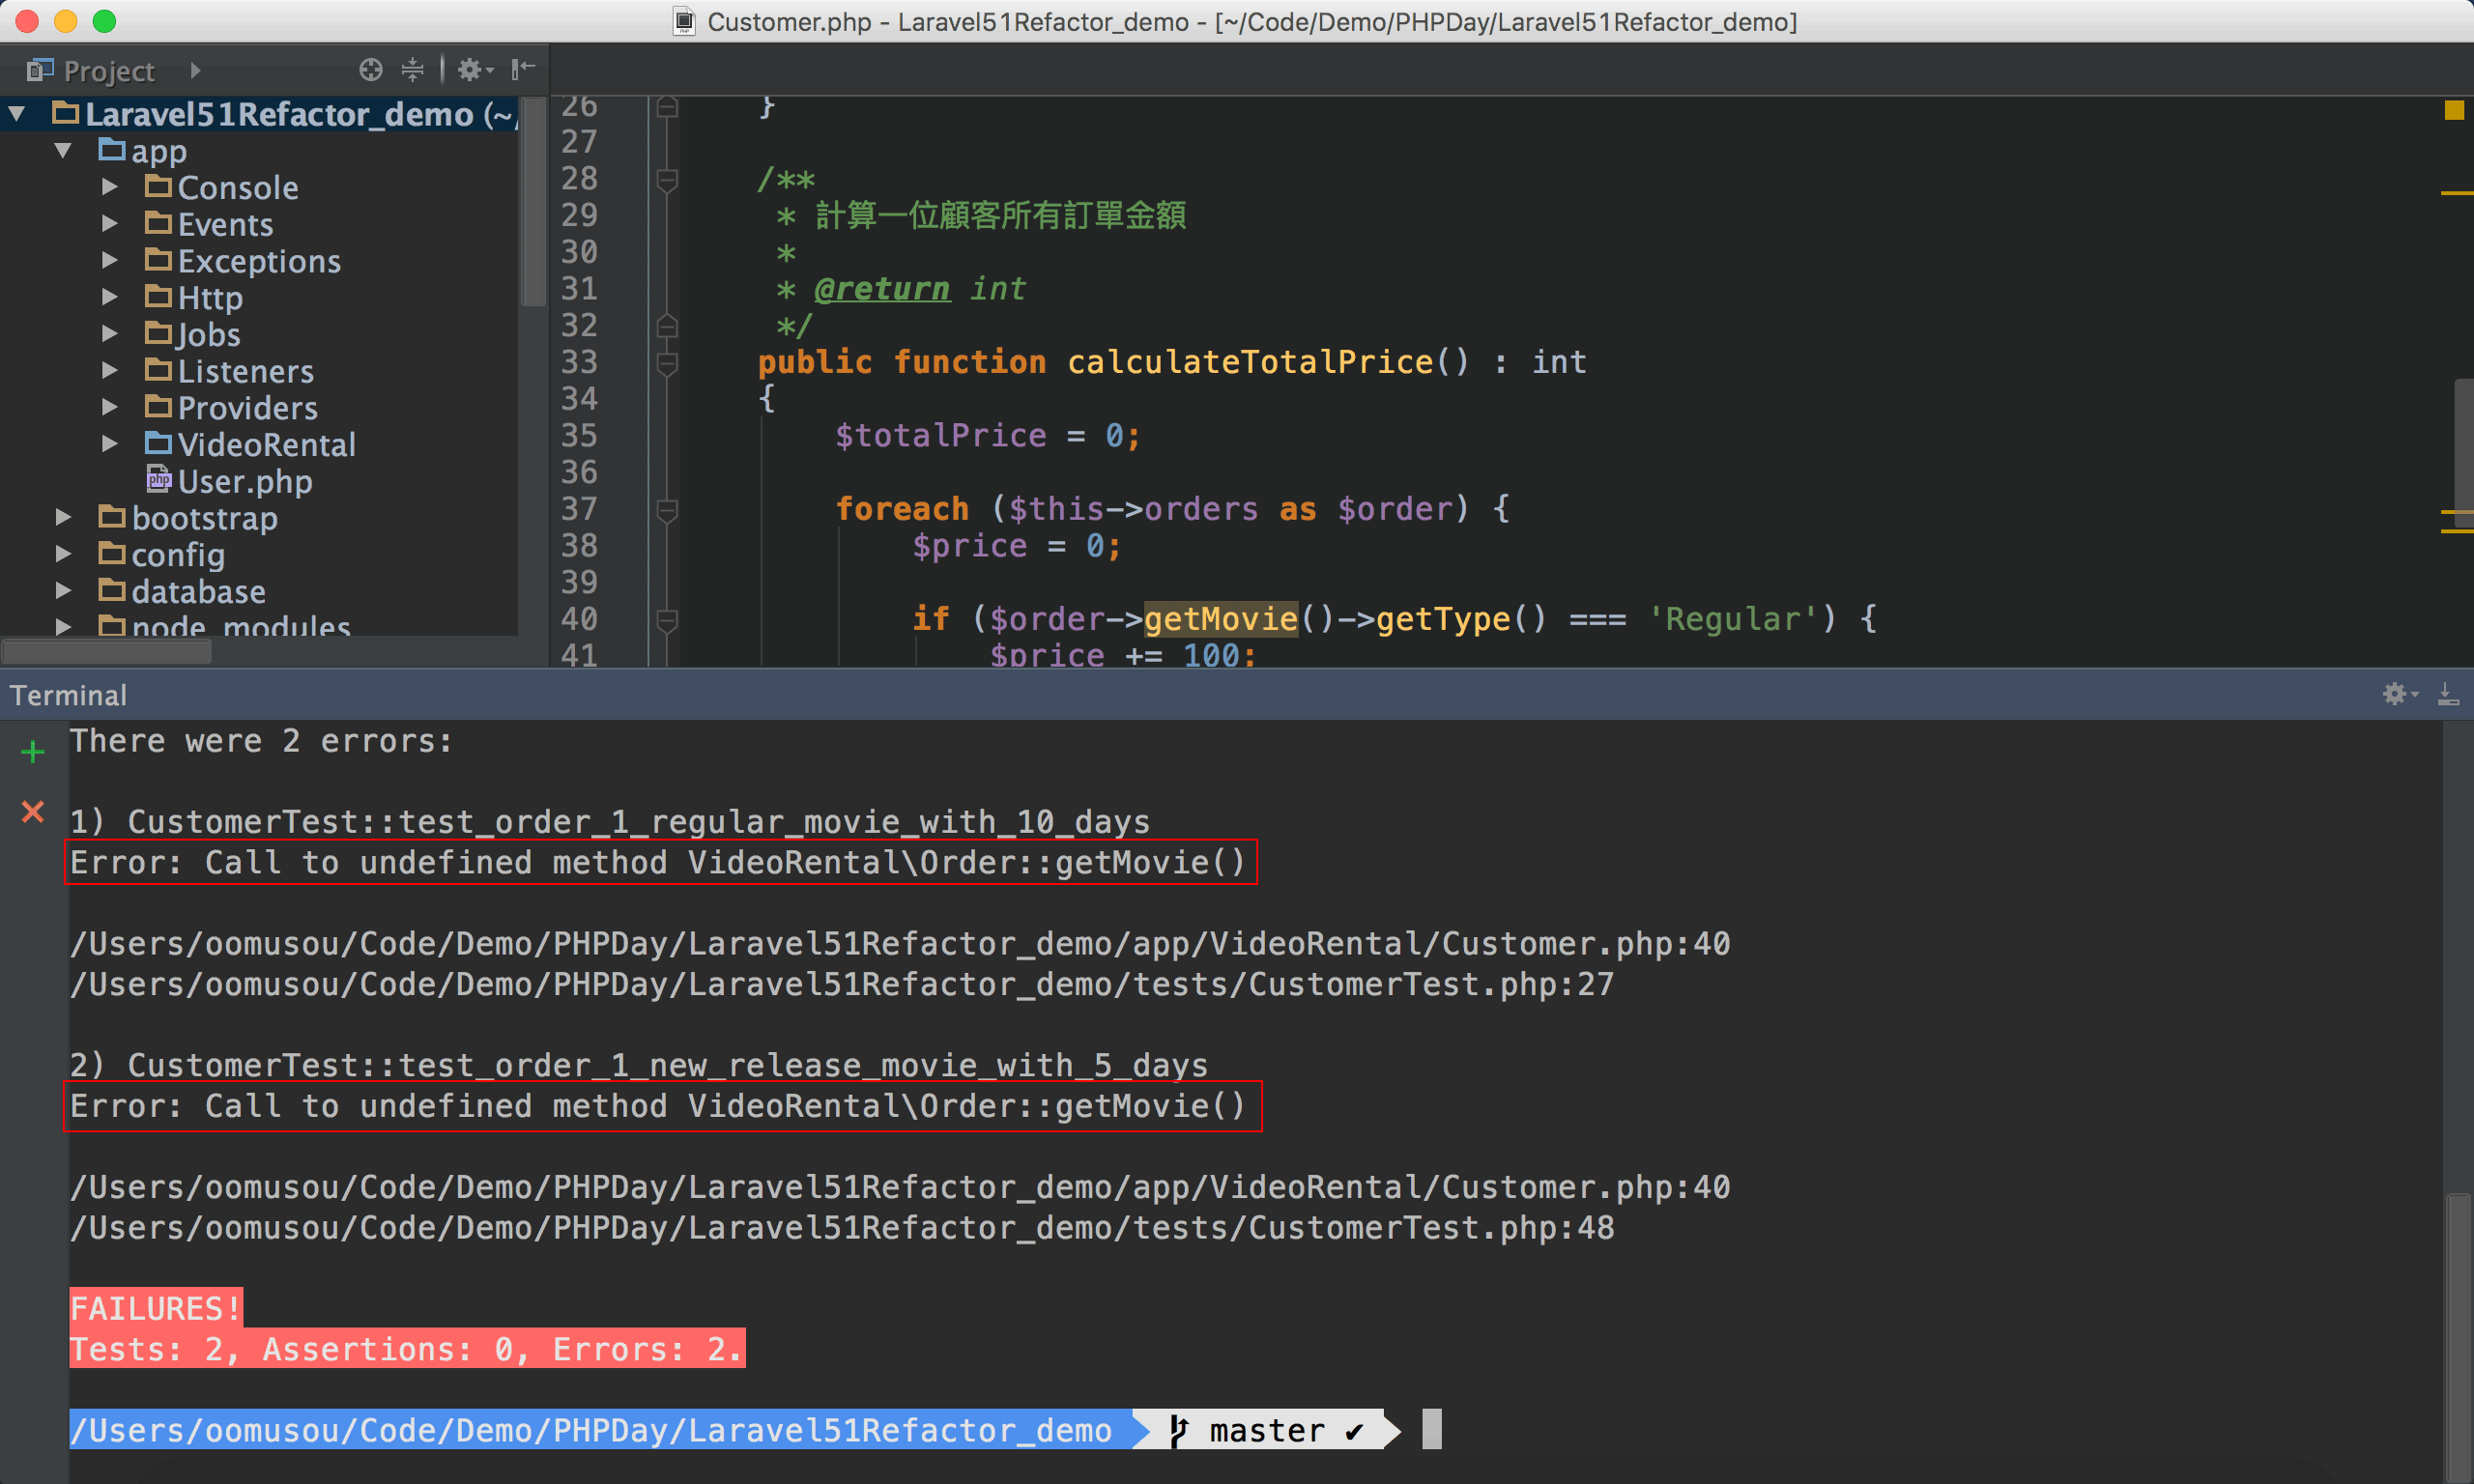 Customer.php - Laravel51Refactor_demo - [~/Code/Demo/PHPDay/Laravel51Refactor_demo]
Project
Laravel51Refactor_demo (~/
app
Console
Events
Exceptions
Http
Jobs
Listeners
Providers
VideoRental
User.php
bootstrap
config
database
node_modules
26 }
27
28 /**
29 * 計算一位顧客所有訂單金額
30 *
31 * @return int
32 */
33 public function calculateTotalPrice() : int
34 {
35 $totalPrice = 0;
36
37 foreach ($this->orders as $order) {
38 $price = 0;
39
40 if ($order->getMovie()->getType() === 'Regular') {
41 $price += 100;
Terminal
There were 2 errors:
1) CustomerTest::test_order_1_regular_movie_with_10_days
Error: Call to undefined method VideoRental\Order::getMovie()
/Users/oomusou/Code/Demo/PHPDay/Laravel51Refactor_demo/app/VideoRental/Customer.php:40
/Users/oomusou/Code/Demo/PHPDay/Laravel51Refactor_demo/tests/CustomerTest.php:27
2) CustomerTest::test_order_1_new_release_movie_with_5_days
Error: Call to undefined method VideoRental\Order::getMovie()
/Users/oomusou/Code/Demo/PHPDay/Laravel51Refactor_demo/app/VideoRental/Customer.php:40
/Users/oomusou/Code/Demo/PHPDay/Laravel51Refactor_demo/tests/CustomerTest.php:48
FAILURES!
Tests: 2, Assertions: 0, Errors: 2.
/Users/oomusou/Code/Demo/PHPDay/Laravel51Refactor_demo master ✔